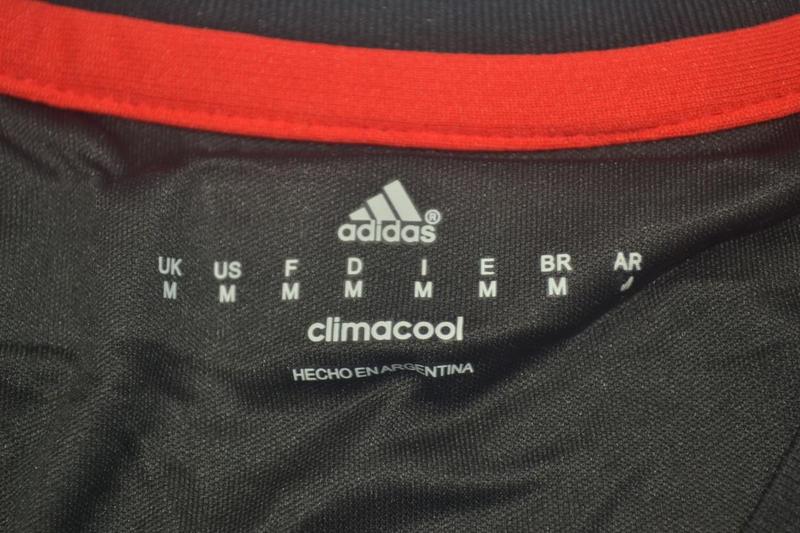 adidas®
UK US F D I E BR AR
M M M M M M M
climacool
HECHO EN ARGENTINA